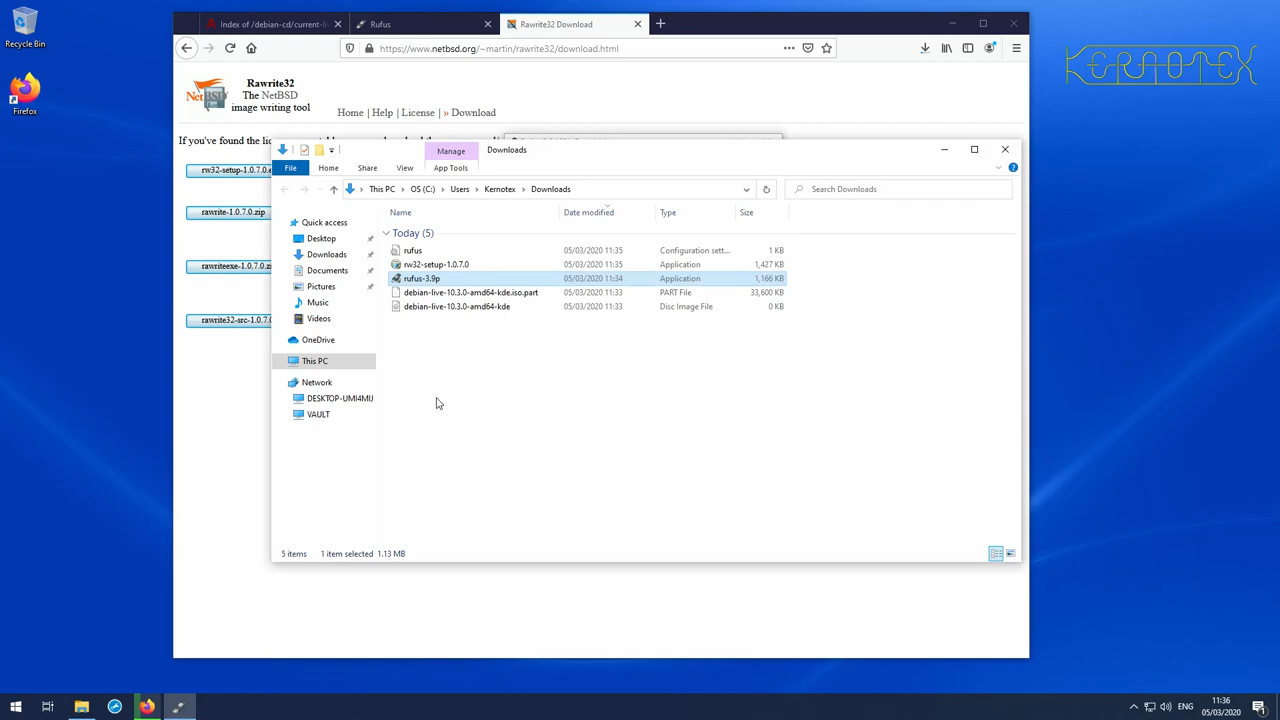 Recycle Bin
Firefox
Index of /debian-cd/current-li
Rufus
Rawrite32 Download
https://www.netbsd.org/~martin/rawrite32/download.html
KERNOTEX
NetBSD
Rawrite32
The NetBSD
image writing tool
Home | Help | License | » Download
If you've found the lic
rw32-setup-1.0.7.0.e
rawrite-1.0.7.0.zip
rawriteexe-1.0.7.0.z
rawrite32-src-1.0.7.0
Manage
Downloads
File
Home
Share
View
App Tools
This PC
OS (C:)
Users
Kernotex
Downloads
Search Downloads
Quick access
Desktop
Downloads
Documents
Pictures
Music
Videos
OneDrive
This PC
Network
DESKTOP-UMI4MIJ
VAULT
Name
Date modified
Type
Size
Today (5)
rufus 05/03/2020 11:35 Configuration sett... 1 KB
rw32-setup-1.0.7.0 05/03/2020 11:35 Application 1,427 KB
rufus-3.9p 05/03/2020 11:34 Application 1,166 KB
debian-live-10.3.0-amd64-kde.iso.part 05/03/2020 11:33 PART File 33,600 KB
debian-live-10.3.0-amd64-kde 05/03/2020 11:33 Disc Image File 0 KB
5 items
1 item selected 1.13 MB
ENG
11:36
05/03/2020